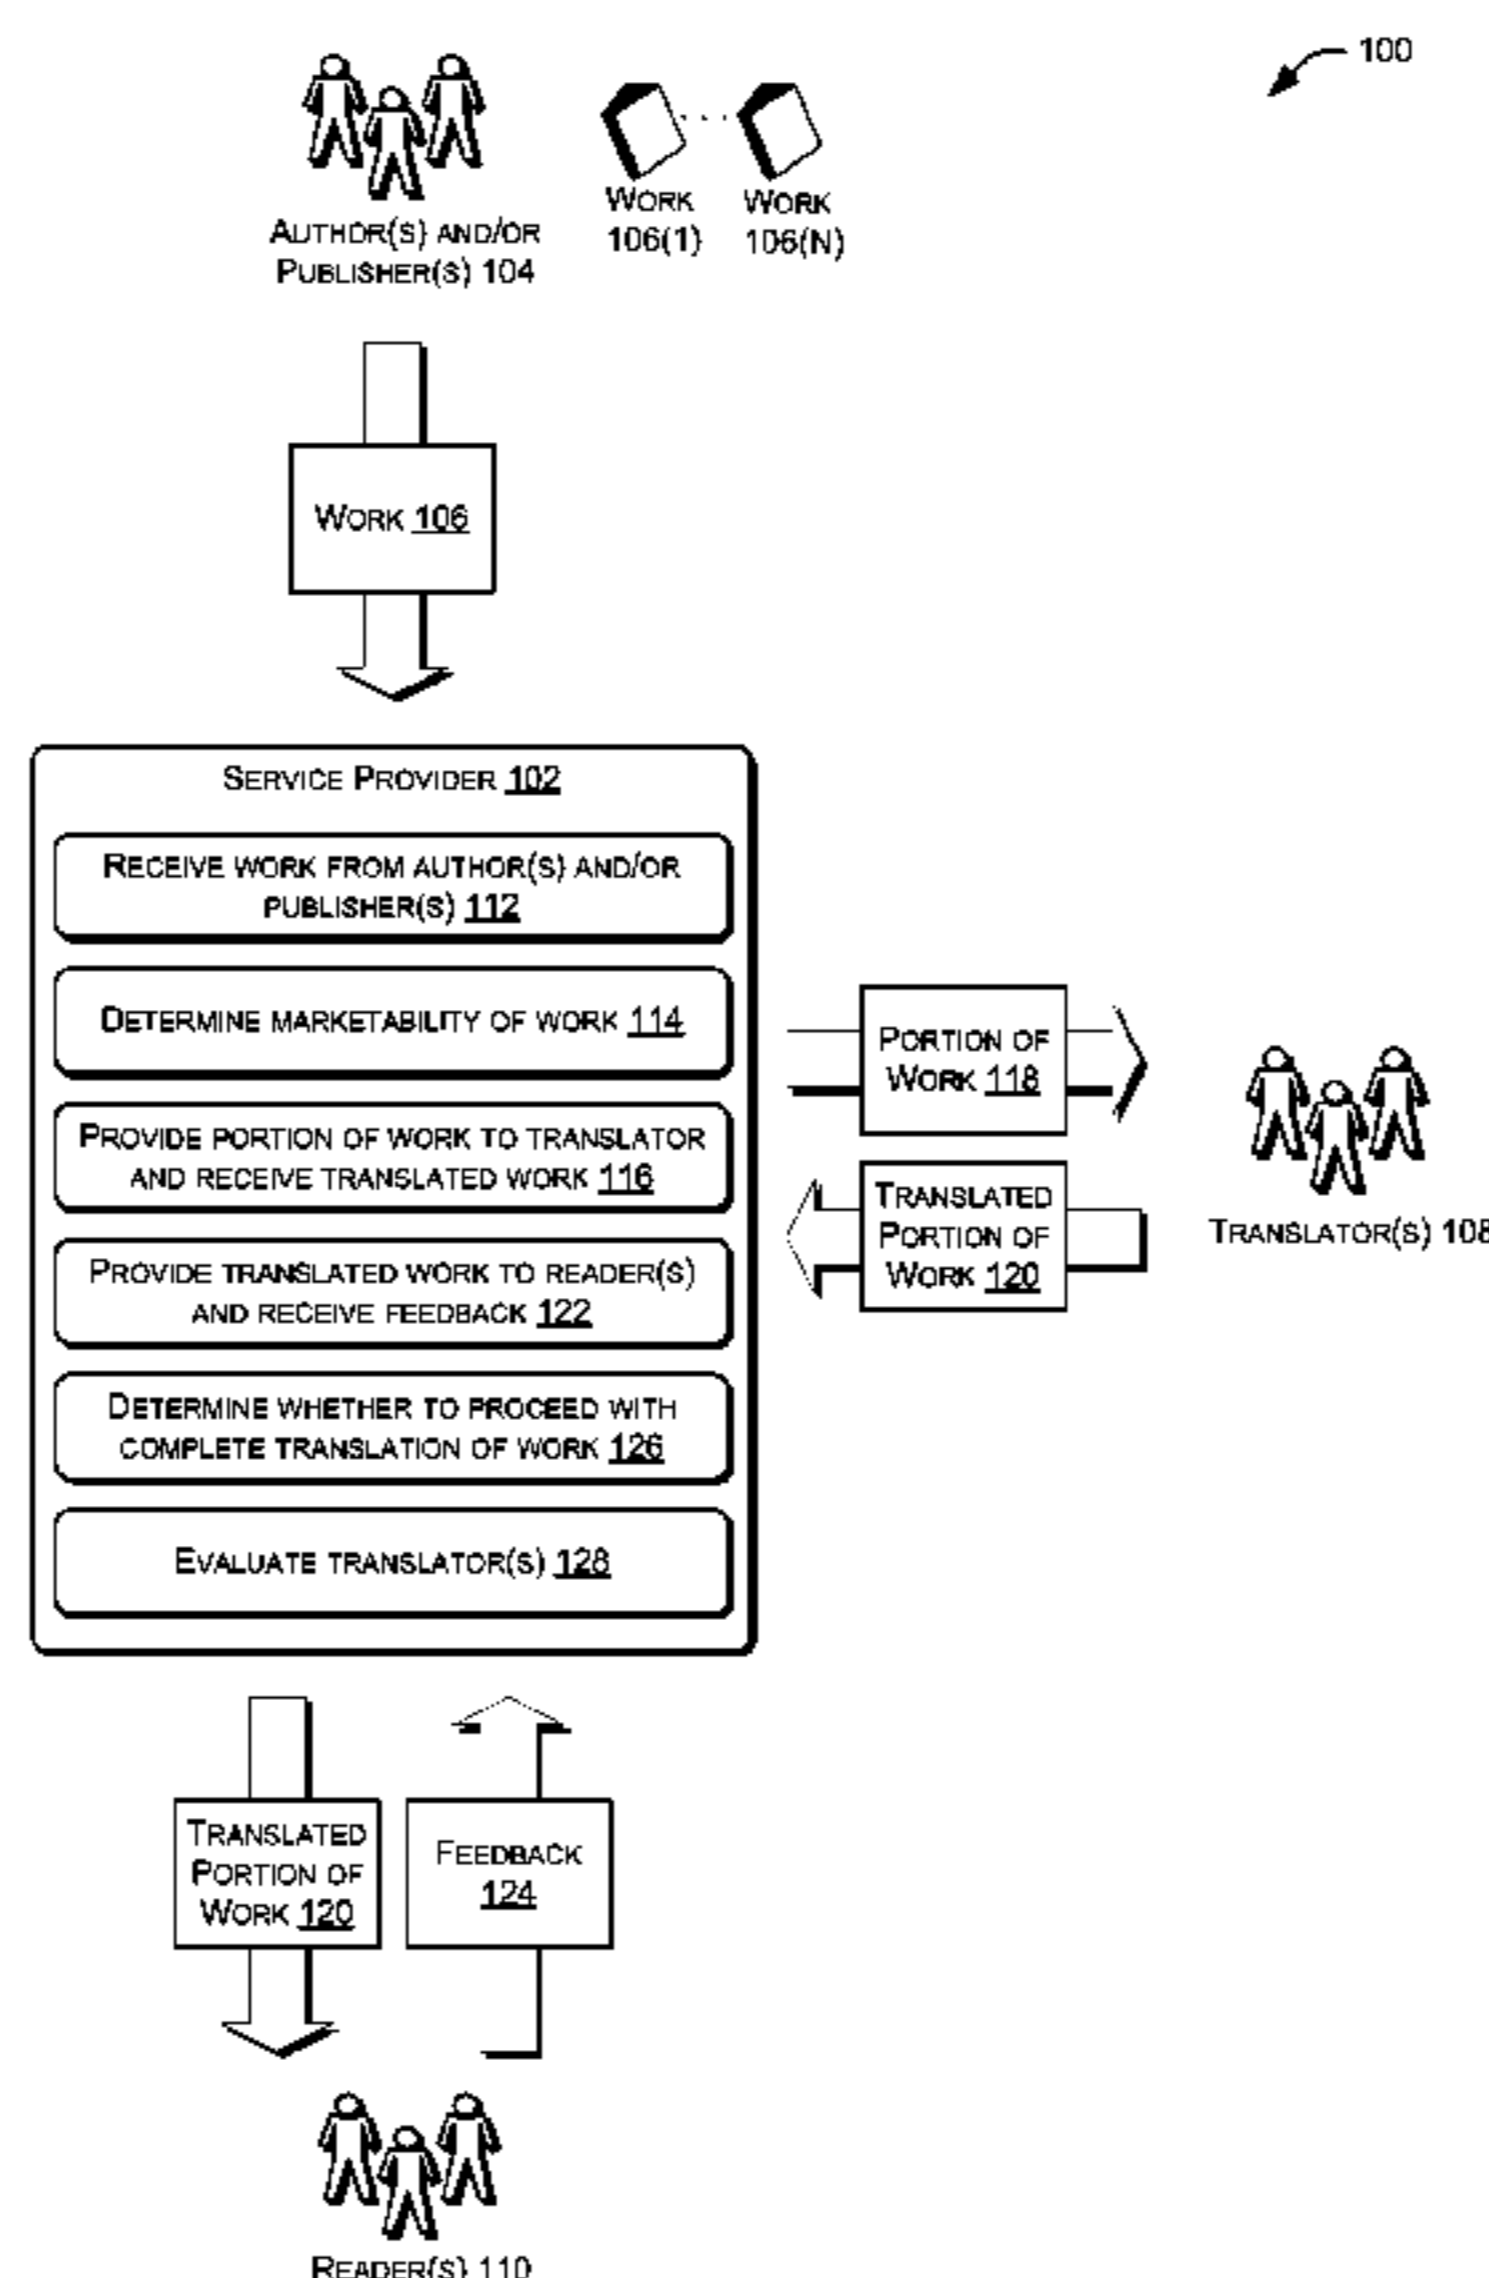 100
AUTHOR(S) AND/OR
PUBLISHER(S) 104
WORK
106(1)
WORK
106(N)
WORK 106
SERVICE PROVIDER 102
RECEIVE WORK FROM AUTHOR(S) AND/OR
PUBLISHER(S) 112
DETERMINE MARKETABILITY OF WORK 114
PROVIDE PORTION OF WORK TO TRANSLATOR
AND RECEIVE TRANSLATED WORK 116
PROVIDE TRANSLATED WORK TO READER(S)
AND RECEIVE FEEDBACK 122
DETERMINE WHETHER TO PROCEED WITH
COMPLETE TRANSLATION OF WORK 126
EVALUATE TRANSLATOR(S) 128
PORTION OF
WORK 118
TRANSLATED
PORTION OF
WORK 120
TRANSLATOR(S) 108
TRANSLATED
PORTION OF
WORK 120
FEEDBACK
124
READER(S) 110